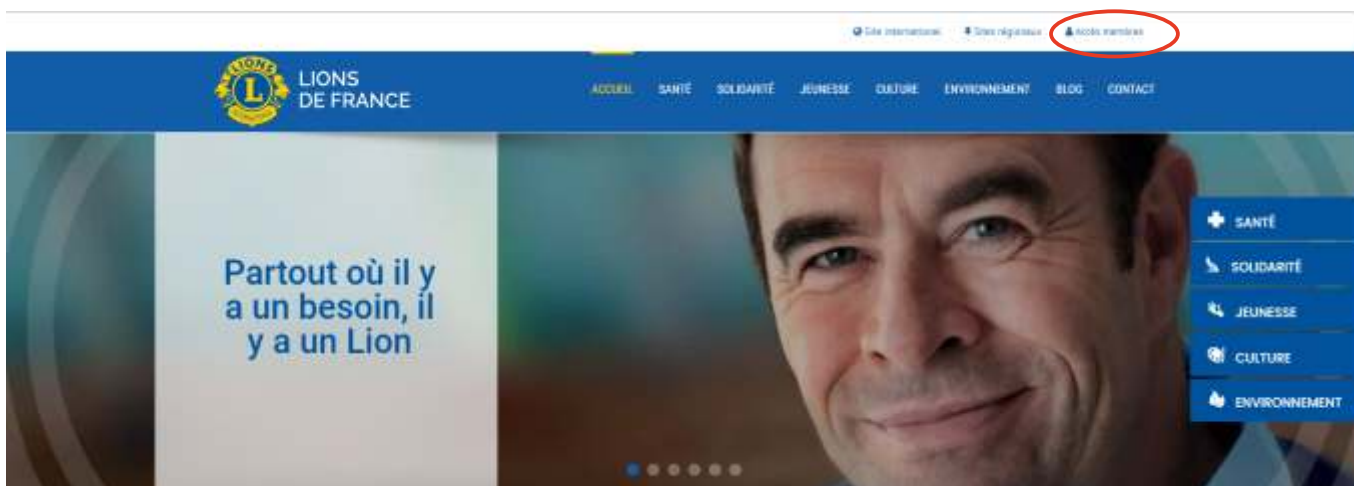 Site international
Sites régionaux
Accès membres
LIONS
L
LIONS
DE FRANCE
ACCUEIL
SANTÉ
SOLIDARITÉ
JEUNESSE
CULTURE
ENVIRONNEMENT
BLOG
CONTACT
Partout où il y
a un besoin, il
y a un Lion
SANTÉ
SOLIDARITÉ
JEUNESSE
CULTURE
ENVIRONNEMENT